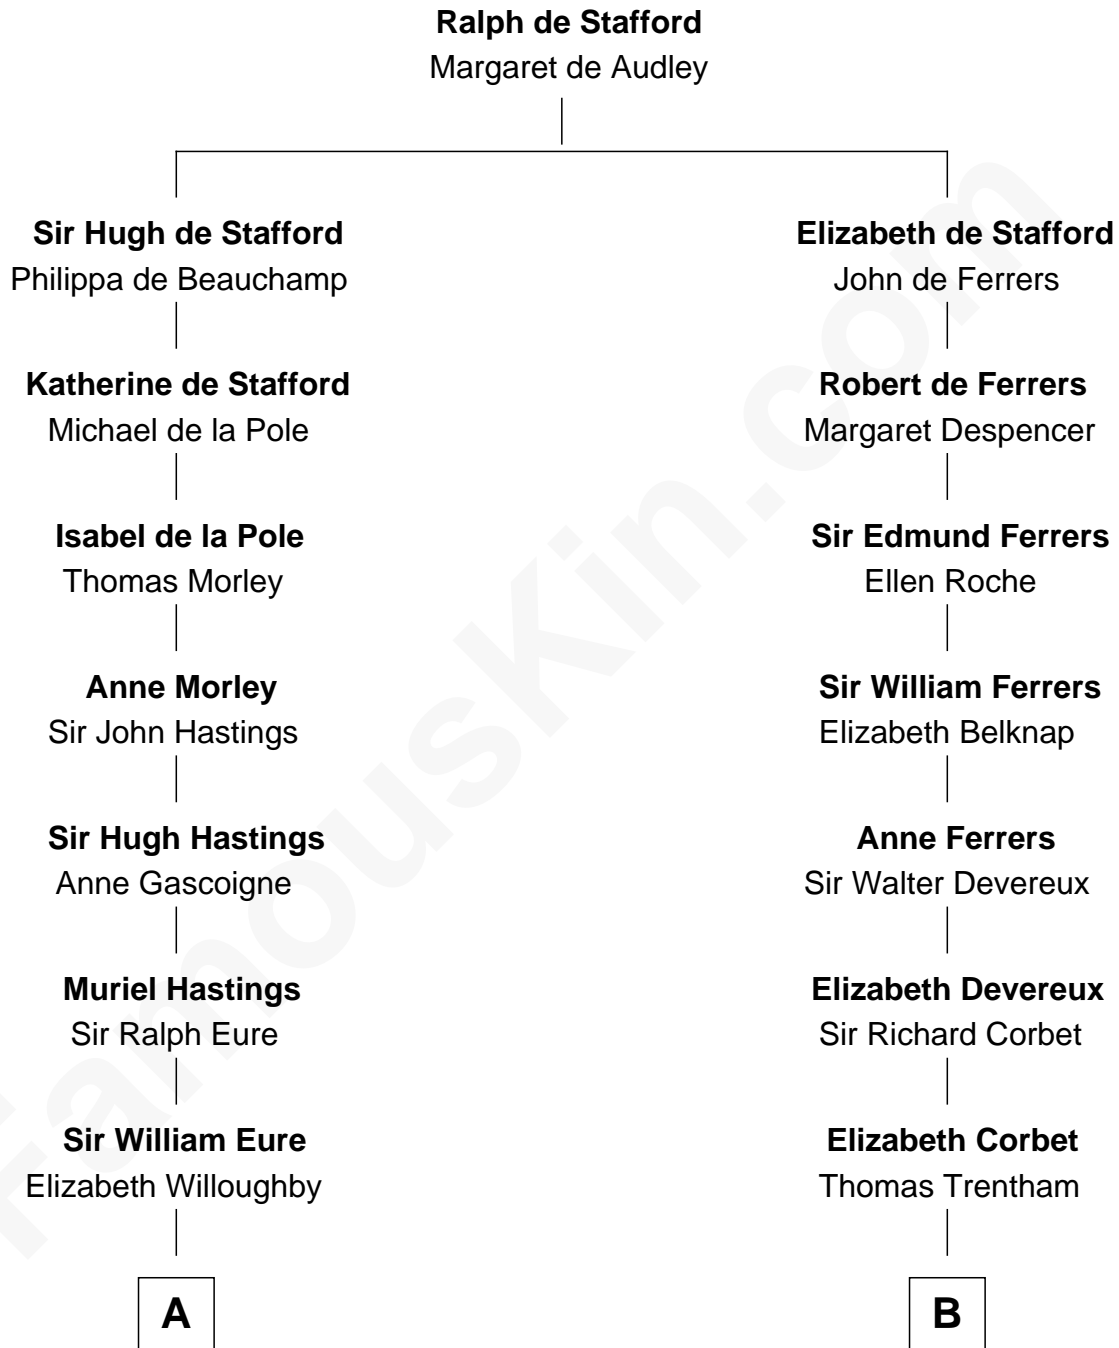 Ralph de Stafford
Margaret de Audley
Sir Hugh de Stafford
Philippa de Beauchamp
Katherine de Stafford
Michael de la Pole
Isabel de la Pole
Thomas Morley
Anne Morley
Sir John Hastings
Sir Hugh Hastings
Anne Gascoigne
Muriel Hastings
Sir Ralph Eure
Sir William Eure
Elizabeth Willoughby
A
Elizabeth de Stafford
John de Ferrers
Robert de Ferrers
Margaret Despencer
Sir Edmund Ferrers
Ellen Roche
Sir William Ferrers
Elizabeth Belknap
Anne Ferrers
Sir Walter Devereux
Elizabeth Devereux
Sir Richard Corbet
Elizabeth Corbet
Thomas Trentham
B
FamousKin.com